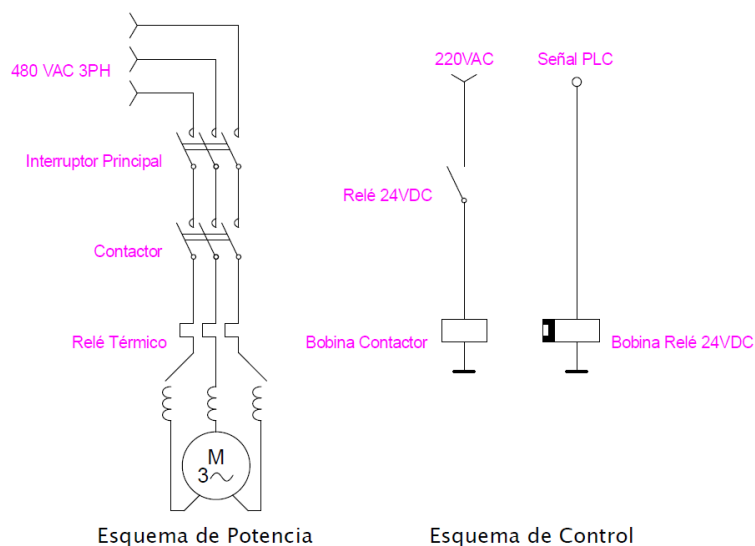 480 VAC 3PH
Interruptor Principal
Contactor
Relé Térmico
M
3
Esquema de Potencia
220VAC
Señal PLC
Relé 24VDC
Bobina Contactor
Bobina Relé 24VDC
Esquema de Control